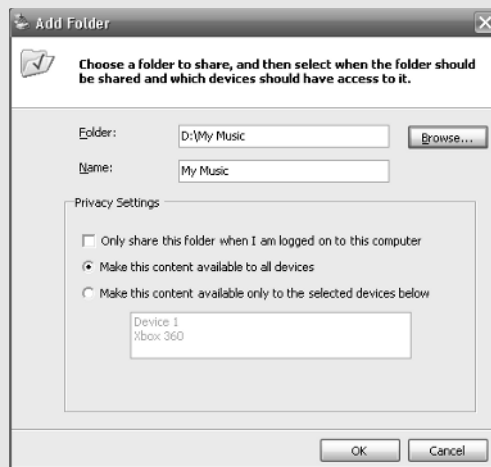 Add Folder
Choose a folder to share, and then select when the folder should
be shared and which devices should have access to it.
Folder:
D:\My Music
Browse...
Name:
My Music
Privacy Settings
Only share this folder when I am logged on to this computer
Make this content available to all devices
Make this content available only to the selected devices below
Device 1
Xbox 360
OK
Cancel